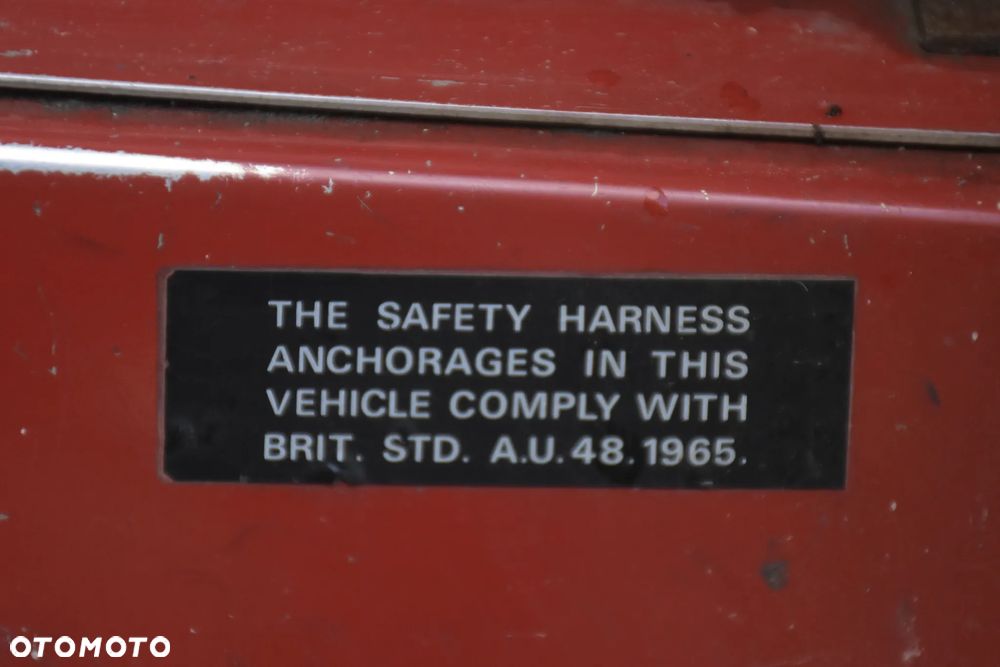 THE SAFETY HARNESS
ANCHORAGES IN THIS
VEHICLE COMPLY WITH
BRIT. STD. A.U.48.1965.
OTOMOTO